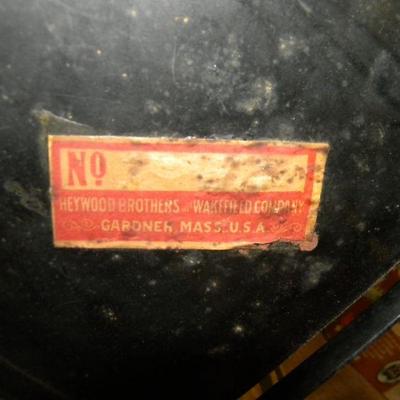 NO
HEYWOOD BROTHERS AND WAKEFIELD COMPANY
GARDNER, MASS. U.S.A.